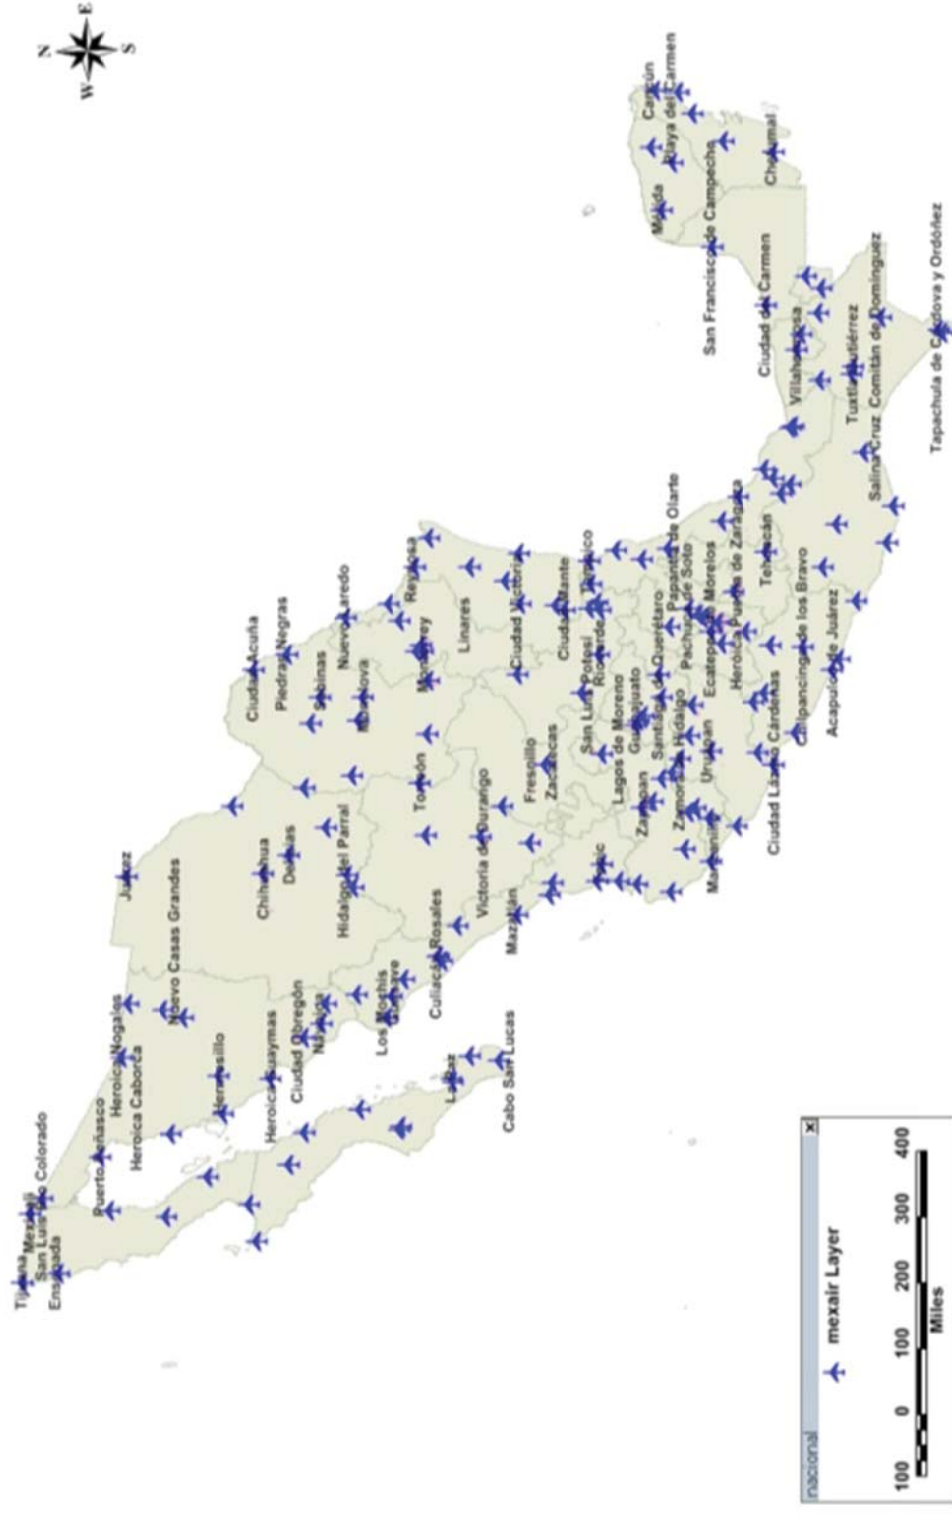 N
W
E
S
Tijuana
Mexicali
San Luis Río Colorado
Ensenada
Puerto Peñasco
Heroica Nogales
Heroica Caborca
Juárez
Nuevo Casas Grandes
Hermosillo
Heroica Guaymas
Ciudad Obregón
Navojoa
Chihuahua
Delicias
Hidalgo del Parral
Ciudad Acuña
Piedras Negras
Sabinas
Nuevo Laredo
Monclova
Los Mochis
Guasave
Culiacán Rosales
La Paz
Cabo San Lucas
Torreón
Monterrey
Reynosa
Linares
Victoria de Durango
Mazatlán
Fresnillo
Zacatecas
Ciudad Victoria
Ciudad Mante
Tampico
San Luis Potosí
Rioverde
Tepic
Lagos de Moreno
Guanajuato
Zapopan
Santiago de Querétaro
Zamora de Hidalgo
Pachuca de Soto
Papantla de Olarte
Uruapan
Ecatepec de Morelos
Manzanillo
Heróica Puebla de Zaragoza
Tehuacán
Ciudad Lázaro Cárdenas
Chilpancingo de los Bravo
Acapulco de Juárez
Mérida
Cancún
Playa del Carmen
San Francisco de Campeche
Chetumal
Ciudad del Carmen
Villahermosa
Tuxtla Gutiérrez
Salina Cruz
Comitán de Domínguez
Tapachula de Córdova y Ordóñez
nacional
mexair Layer
100 0 100 200 300 400
Miles